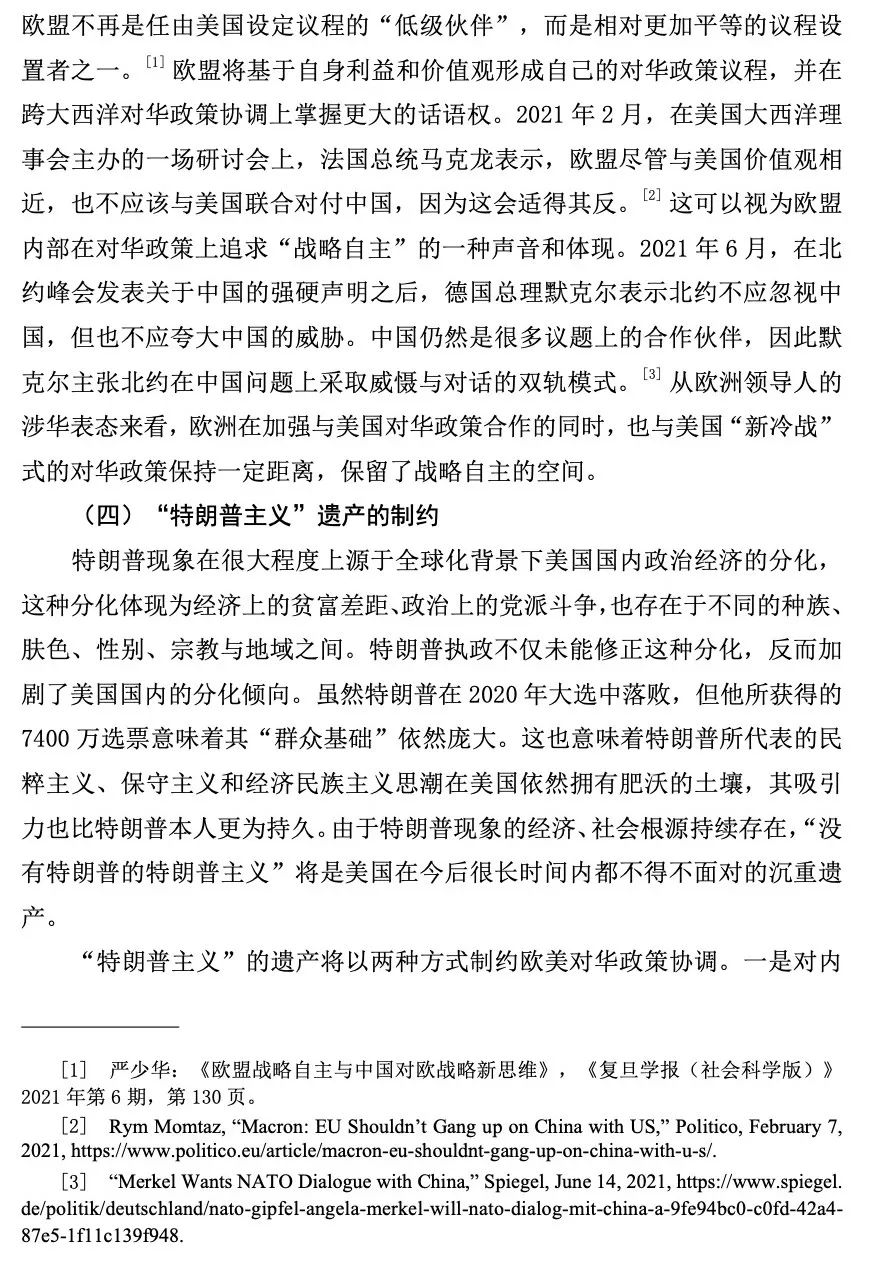 欧盟不再是任由美国设定议程的“低级伙伴”，而是相对更加平等的议程设
置者之一。[1] 欧盟将基于自身利益和价值观形成自己的对华政策议程，并在
跨大西洋对华政策协调上掌握更大的话语权。2021 年 2 月，在美国大西洋理
事会主办的一场研讨会上，法国总统马克龙表示，欧盟尽管与美国价值观相
近，也不应该与美国联合对付中国，因为这会适得其反。[2] 这可以视为欧盟
内部在对华政策上追求“战略自主”的一种声音和体现。2021 年 6 月，在北
约峰会发表关于中国的强硬声明之后，德国总理默克尔表示北约不应忽视中
国，但也不应夸大中国的威胁。中国仍然是很多议题上的合作伙伴，因此默
克尔主张北约在中国问题上采取威慑与对话的双轨模式。[3] 从欧洲领导人的
涉华表态来看，欧洲在加强与美国对华政策合作的同时，也与美国“新冷战”
式的对华政策保持一定距离，保留了战略自主的空间。
（四）“特朗普主义”遗产的制约
特朗普现象在很大程度上源于全球化背景下美国国内政治经济的分化，
这种分化体现为经济上的贫富差距、政治上的党派斗争，也存在于不同的种族、
肤色、性别、宗教与地域之间。特朗普执政不仅未能修正这种分化，反而加
剧了美国国内的分化倾向。虽然特朗普在 2020 年大选中落败，但他所获得的
7400 万选票意味着其“群众基础”依然庞大。这也意味着特朗普所代表的民
粹主义、保守主义和经济民族主义思潮在美国依然拥有肥沃的土壤，其吸引
力也比特朗普本人更为持久。由于特朗普现象的经济、社会根源持续存在，“没
有特朗普的特朗普主义”将是美国在今后很长时间内都不得不面对的沉重遗
产。
“特朗普主义”的遗产将以两种方式制约欧美对华政策协调。一是对内
[1] 严少华：《欧盟战略自主与中国对欧战略新思维》，《复旦学报（社会科学版）》
2021 年第 6 期，第 130 页。
[2] Rym Momtaz, “Macron: EU Shouldn’t Gang up on China with US,” Politico, February 7,
2021, https://www.politico.eu/article/macron-eu-shouldnt-gang-up-on-china-with-u-s/.
[3] “Merkel Wants NATO Dialogue with China,” Spiegel, June 14, 2021, https://www.spiegel.
de/politik/deutschland/nato-gipfel-angela-merkel-will-nato-dialog-mit-china-a-9fe94bc0-c0fd-42a4-
87e5-1f11c139f948.